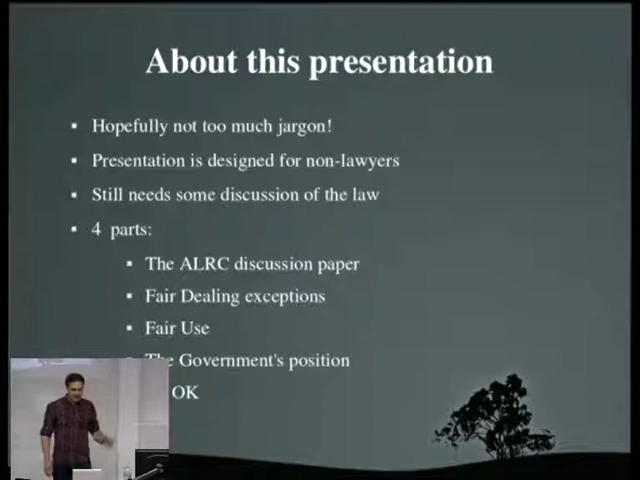 About this presentation
Hopefully not too much jargon!
Presentation is designed for non-lawyers
Still needs some discussion of the law
4 parts:
The ALRC discussion paper
Fair Dealing exceptions
Fair Use
The Government's position
OK